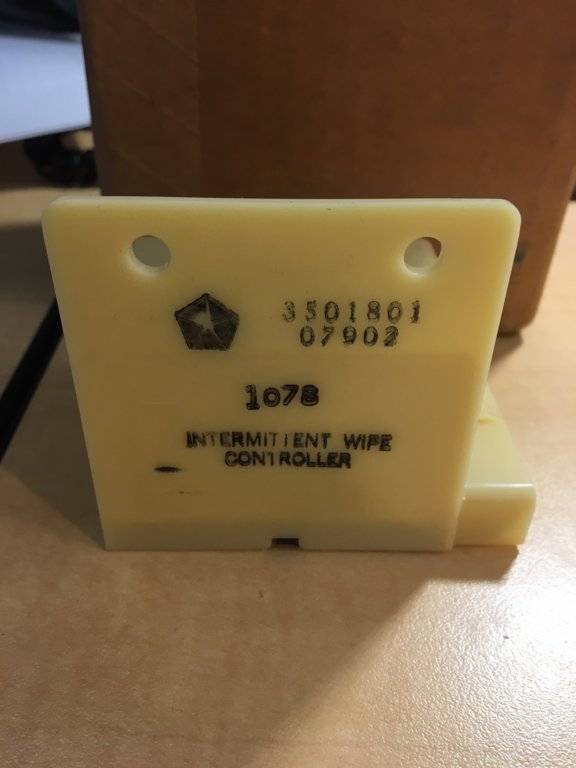 3501801
07902
1078
INTERMITTENT WIPE
CONTROLLER